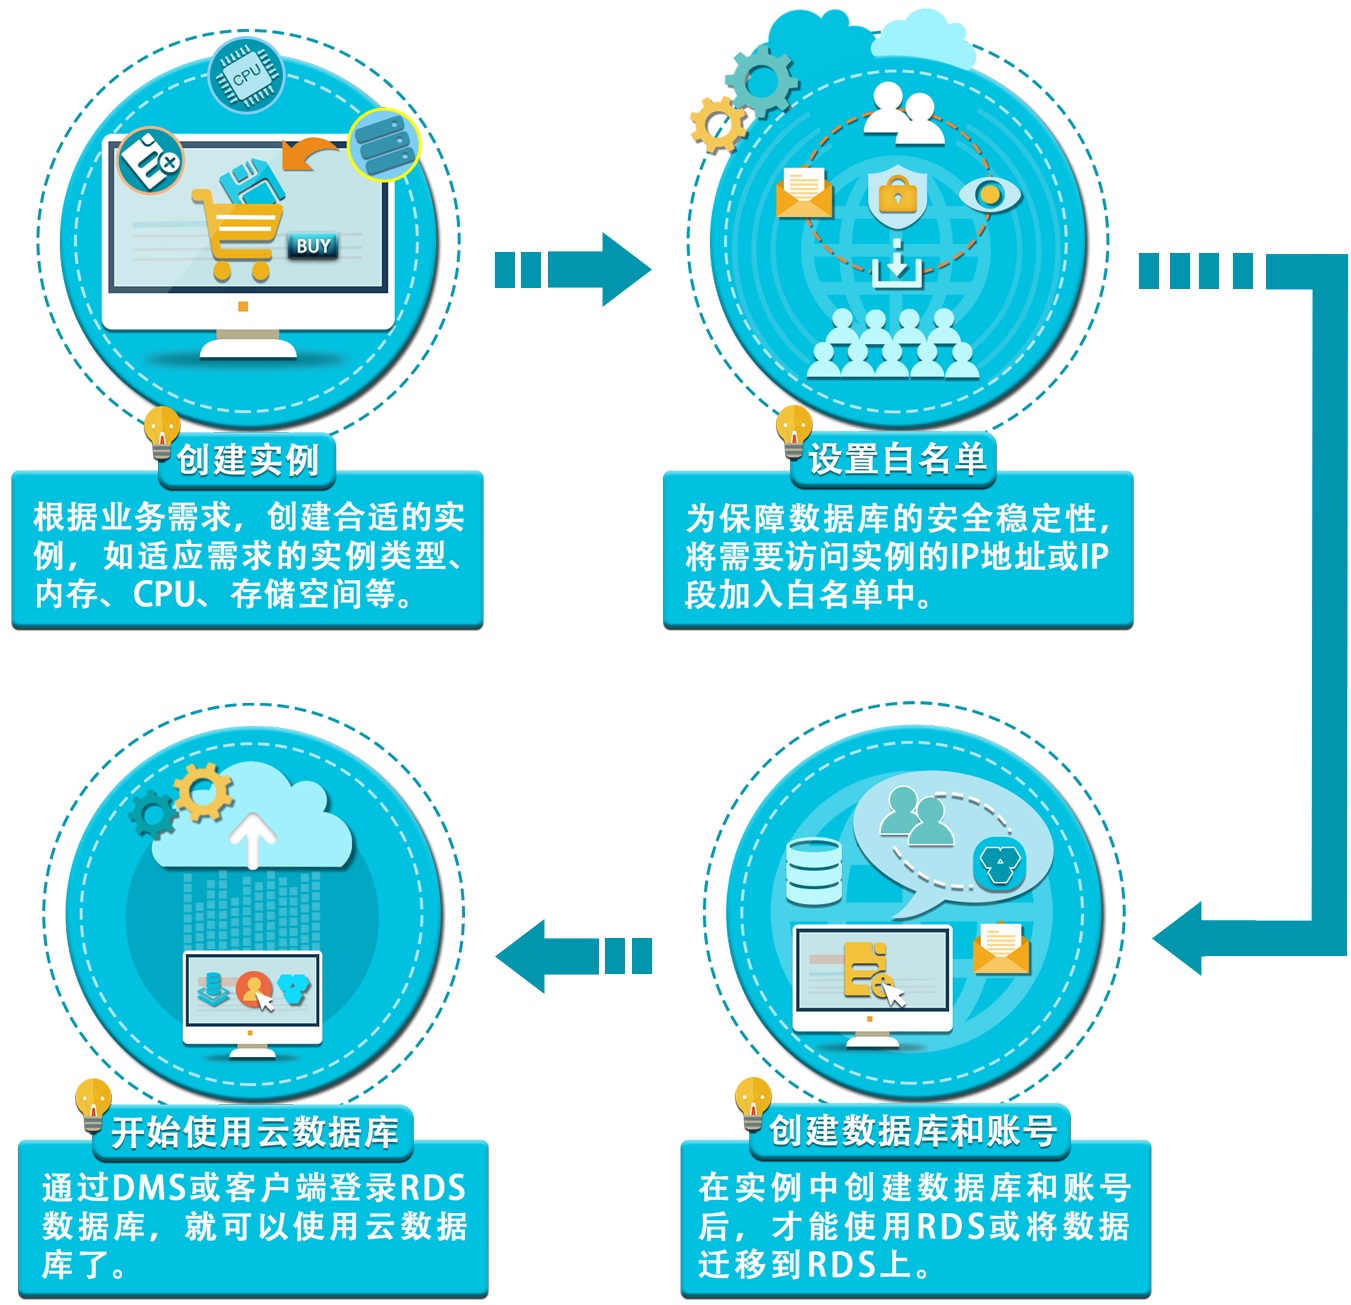 CPU
BUY
创建实例
根据业务需求，创建合适的实
例，如适应需求的实例类型、
内存、CPU、存储空间等。
设置白名单
为保障数据库的安全稳定性，
将需要访问实例的IP地址或IP
段加入白名单中。
创建数据库和账号
在实例中创建数据库和账号
后，才能使用RDS或将数据
迁移到RDS上。
开始使用云数据库
通过DMS或客户端登录RDS
数据库，就可以使用云数据
库了。